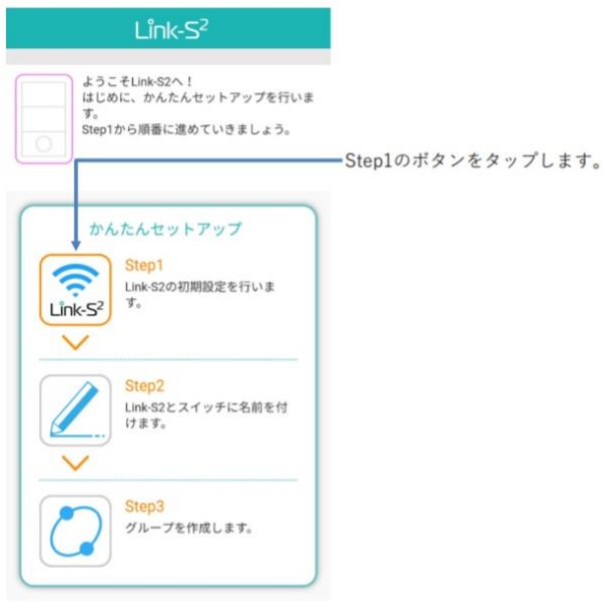 Link-S²
ようこそLink-S2へ！
はじめに、かんたんセットアップを行いま
す。
Step1から順番に進めていきましょう。
Step1のボタンをタップします。
かんたんセットアップ
Step1
Link-S2の初期設定を行いま
す。
Link-S²
Step2
Link-S2とスイッチに名前を付
けます。
Step3
グループを作成します。